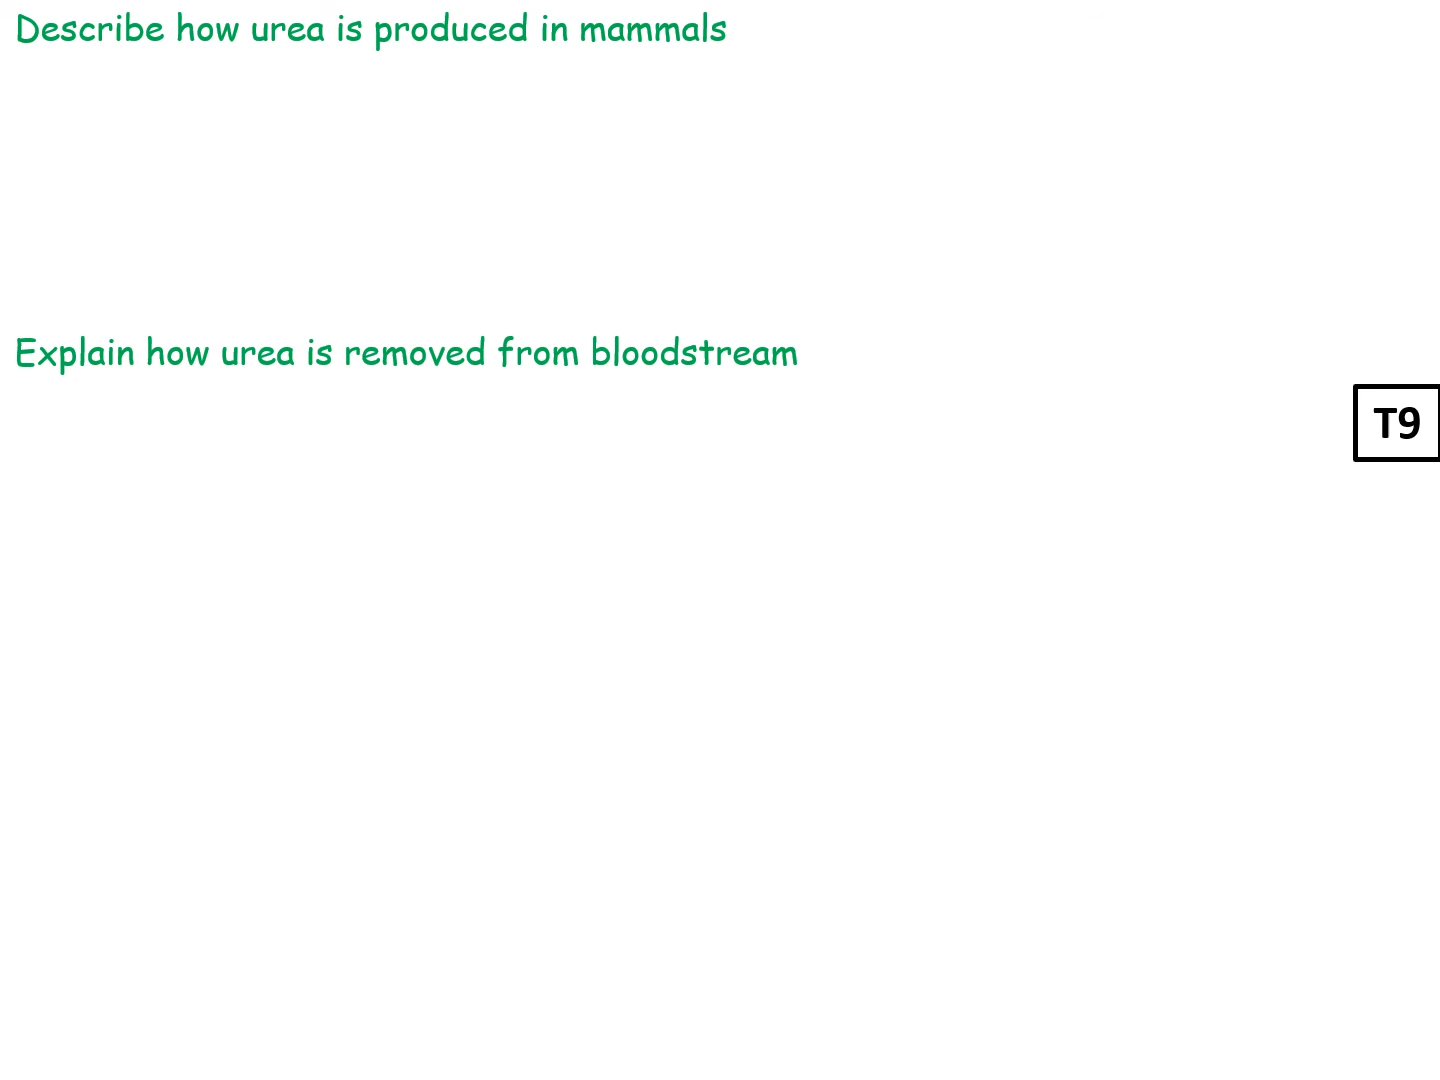 Describe how urea is produced in mammals
Explain how urea is removed from bloodstream
T9